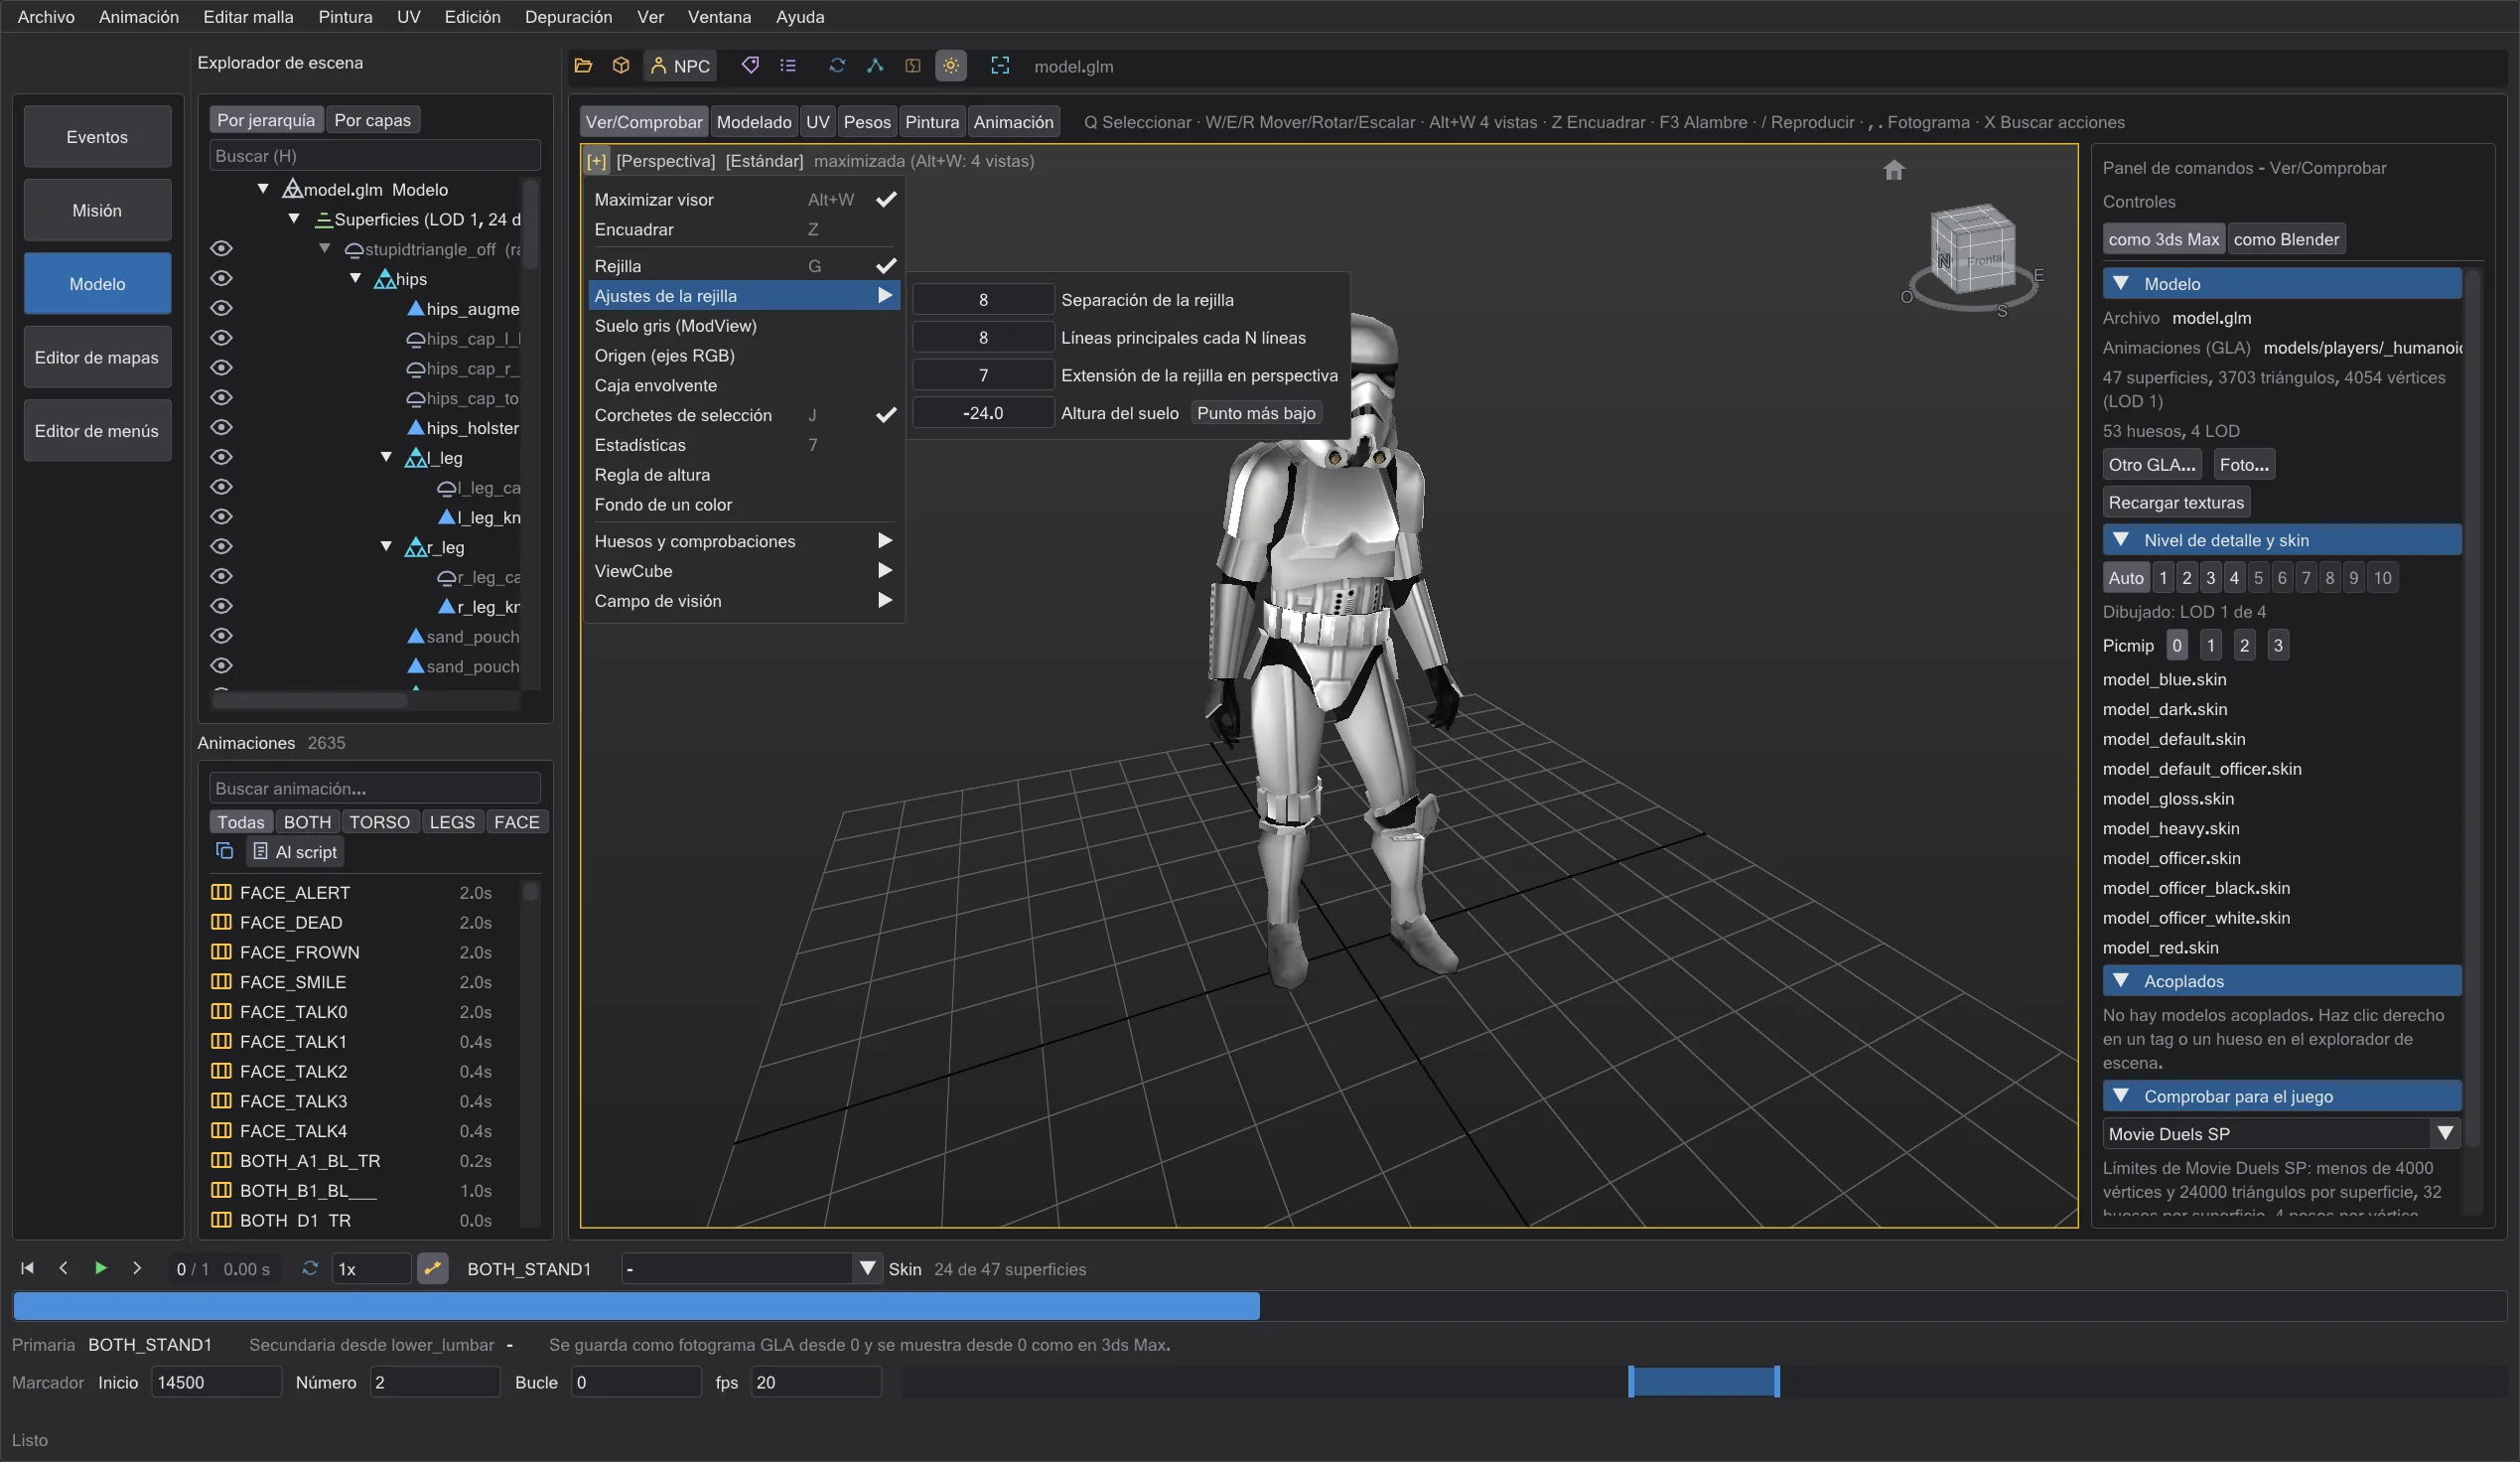 Archivo Animación Editar malla Pintura UV Edición Depuración Ver Ventana Ayuda
Explorador de escena
NPC model.glm
Eventos
Misión
Modelo
Editor de mapas
Editor de menús
Por jerarquía Por capas
Buscar (H)
model.glm Modelo
Superficies (LOD 1, 24 d
stupidtriangle_off (ra
hips
hips_augme
hips_cap_l_l
hips_cap_r_
hips_cap_to
hips_holster
l_leg
l_leg_ca
l_leg_kn
r_leg
r_leg_ca
r_leg_kn
sand_pouch
sand_pouch
Animaciones 2635
Buscar animación...
Todas BOTH TORSO LEGS FACE
Al script
FACE_ALERT 2.0s
FACE_DEAD 2.0s
FACE_FROWN 2.0s
FACE_SMILE 2.0s
FACE_TALK0 2.0s
FACE_TALK1 0.4s
FACE_TALK2 0.4s
FACE_TALK3 0.4s
FACE_TALK4 0.4s
BOTH_A1_BL_TR 0.2s
BOTH_B1_BL___ 1.0s
BOTH D1 TR 0.0s
Ver/Comprobar Modelado UV Pesos Pintura Animación Q Seleccionar · W/E/R Mover/Rotar/Escalar · Alt+W 4 vistas · Z Encuadrar · F3 Alambre · / Reproducir · , . Fotograma · X Buscar acciones
[+] [Perspectiva] [Estándar] maximizada (Alt+W: 4 vistas)
Maximizar visor Alt+W
Encuadrar Z
Rejilla G
Ajustes de la rejilla
Suelo gris (ModView)
Origen (ejes RGB)
Caja envolvente
Corchetes de selección J
Estadísticas 7
Regla de altura
Fondo de un color
Huesos y comprobaciones
ViewCube
Campo de visión
8 Separación de la rejilla
8 Líneas principales cada N líneas
7 Extensión de la rejilla en perspectiva
-24.0 Altura del suelo Punto más bajo
N Frontal E
O S
Panel de comandos - Ver/Comprobar
Controles
como 3ds Max como Blender
Modelo
Archivo model.glm
Animaciones (GLA) models/players/_humanoid
47 superficies, 3703 triángulos, 4054 vértices
(LOD 1)
53 huesos, 4 LOD
Otro GLA... Foto...
Recargar texturas
Nivel de detalle y skin
Auto 1 2 3 4 5 6 7 8 9 10
Dibujado: LOD 1 de 4
Picmip 0 1 2 3
model_blue.skin
model_dark.skin
model_default.skin
model_default_officer.skin
model_gloss.skin
model_heavy.skin
model_officer.skin
model_officer_black.skin
model_officer_white.skin
model_red.skin
Acoplados
No hay modelos acoplados. Haz clic derecho
en un tag o un hueso en el explorador de
escena.
Comprobar para el juego
Movie Duels SP
Límites de Movie Duels SP: menos de 4000
vértices y 24000 triángulos por superficie, 32
huesos por superficie, 4 pesos por vértice
0 / 1 0.00 s 1x BOTH_STAND1 - Skin 24 de 47 superficies
Primaria BOTH_STAND1 Secundaria desde lower_lumbar - Se guarda como fotograma GLA desde 0 y se muestra desde 0 como en 3ds Max.
Marcador Inicio 14500 Número 2 Bucle 0 fps 20
Listo